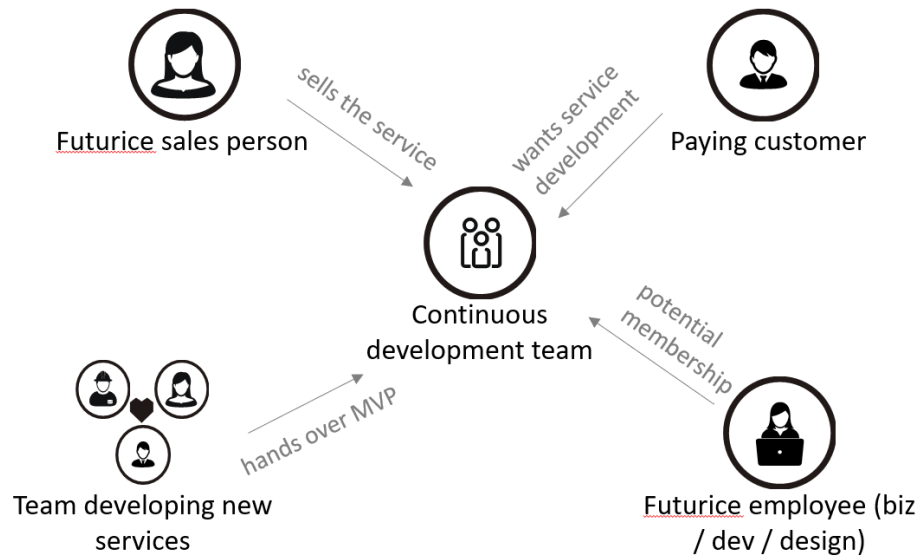 sells the service
wants service
development
Futurice sales person
Paying customer
Continuous
development team
potential
membership
hands over MVP
Team developing new
services
Futurice employee (biz
/ dev / design)